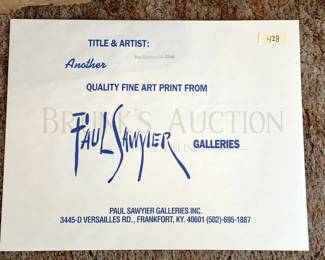 TITLE & ARTIST:
428
Another
QUALITY FINE ART PRINT FROM
BRUNK'S AUCTION
PAUL SAWYIER GALLERIES
PAUL SAWYIER GALLERIES INC.
3445-D VERSAILLES RD., FRANKFORT, KY. 40601 (502)-695-1887